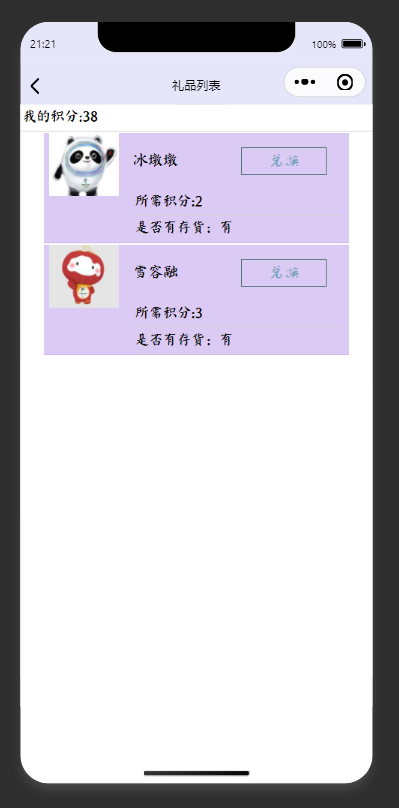 21:21
100%
礼品列表
我的积分:38
冰墩墩
兑换
所需积分:2
是否有存货：有
雪容融
兑换
所需积分:3
是否有存货：有